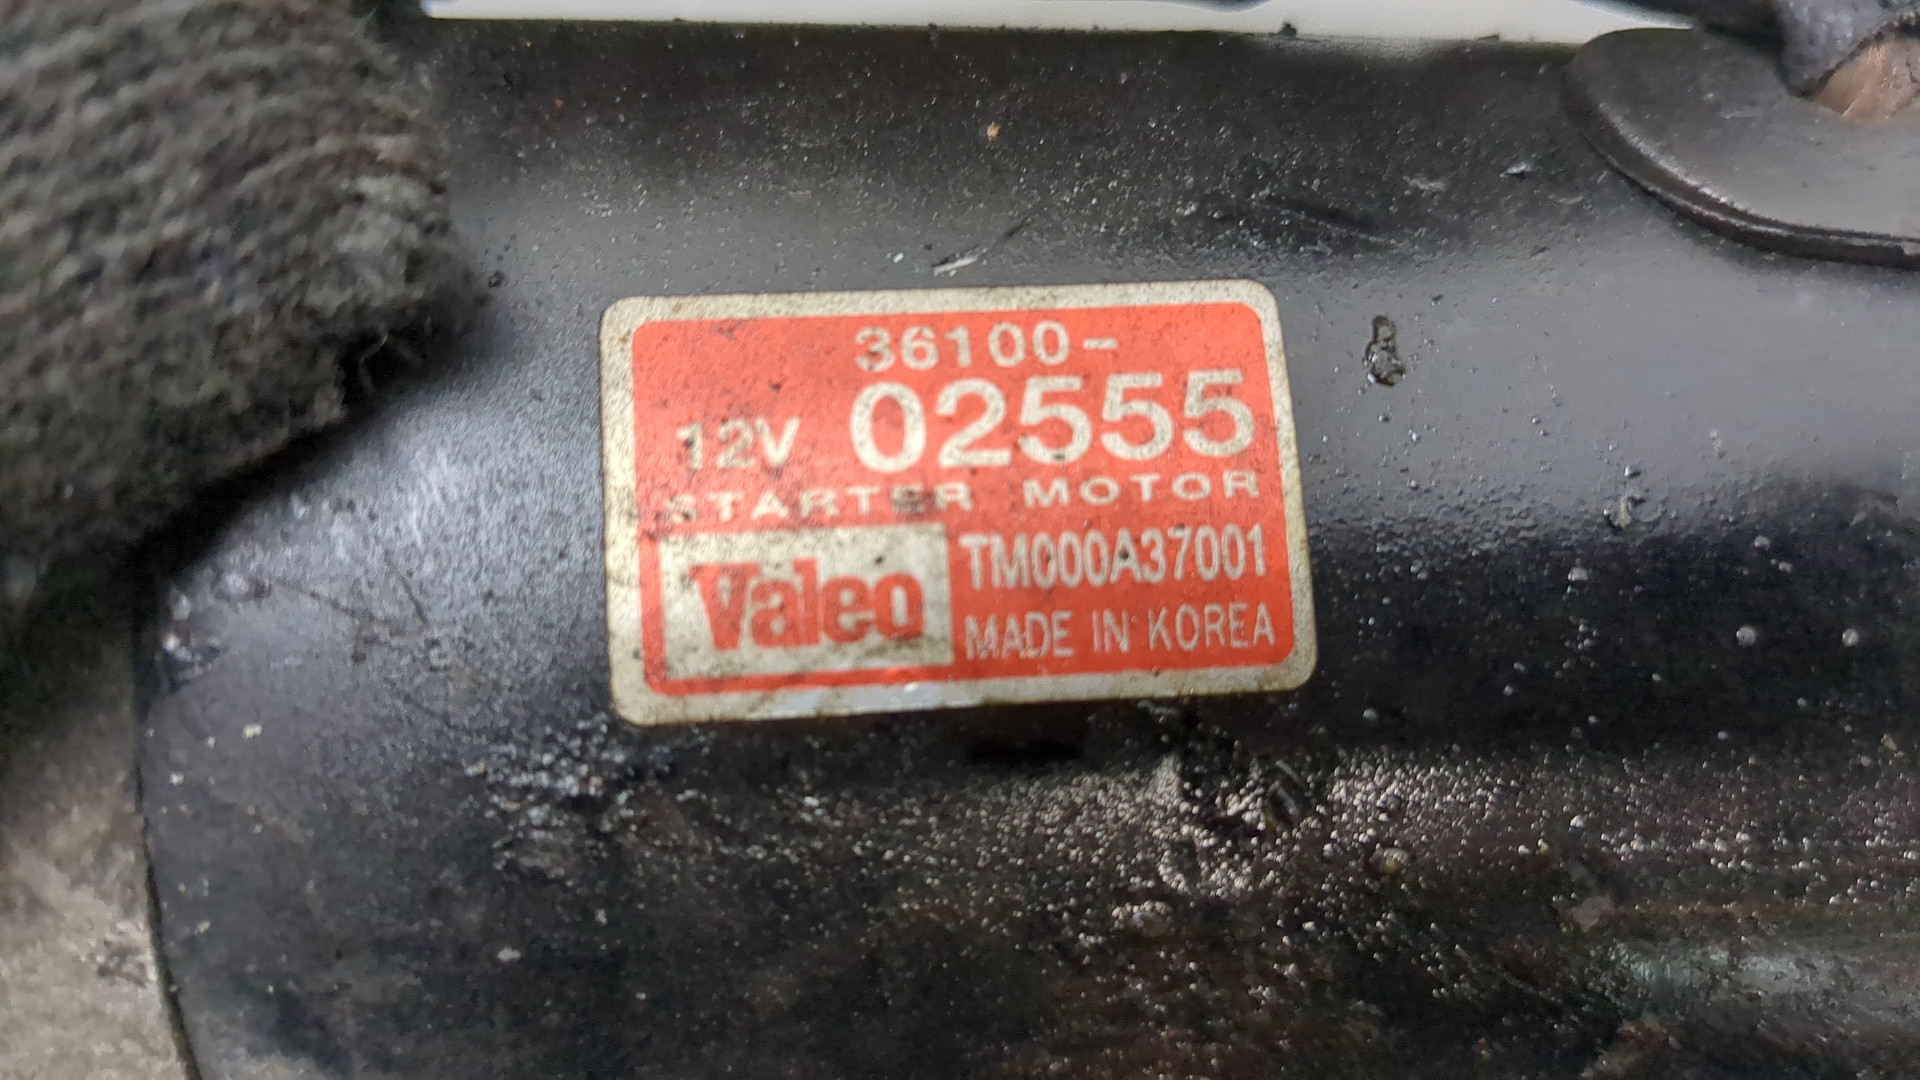 36100-
12V 02555
STARTER MOTOR
Valeo TM000A37001
MADE IN KOREA